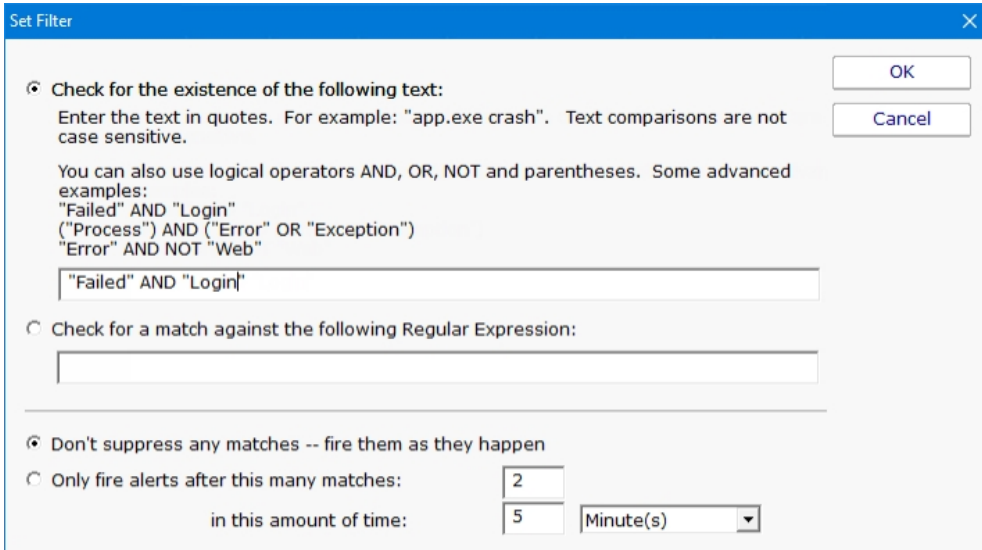 Set Filter
OK
Check for the existence of the following text:
Enter the text in quotes.  For example: "app.exe crash".   Text comparisons are not
case sensitive.
Cancel
You can also use logical operators AND, OR, NOT and parentheses.  Some advanced
examples:
"Failed" AND "Login"
("Process") AND ("Error" OR "Exception")
"Error" AND NOT "Web"
"Failed" AND "Login"
Check for a match against the following Regular Expression:
Don't suppress any matches -- fire them as they happen
Only fire alerts after this many matches: 2
in this amount of time: 5 Minute(s)